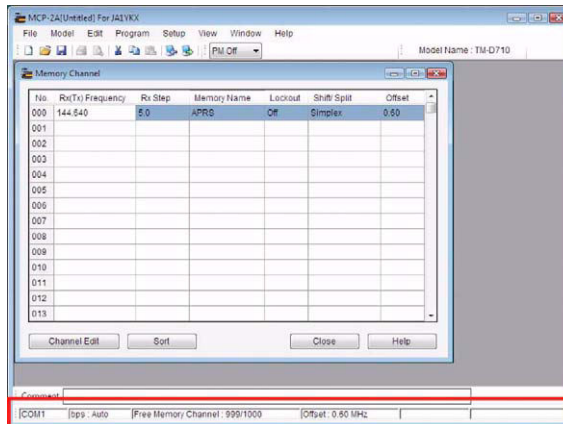 MCP-2A[Untitled] For JA1YKX
File Model Edit Program Setup View Window Help
PM Off Model Name : TM-D710
Memory Channel
No. Rx(Tx) Frequency Rx Step Memory Name Lockout Shift/ Split Offset
000 144.640 5.0 APRS Off Simplex 0.60
001
002
003
004
005
006
007
008
009
010
011
012
013
Channel Edit Sort Close Help
Comment
COM1 bps : Auto Free Memory Channel : 999/1000 Offset : 0.60 MHz